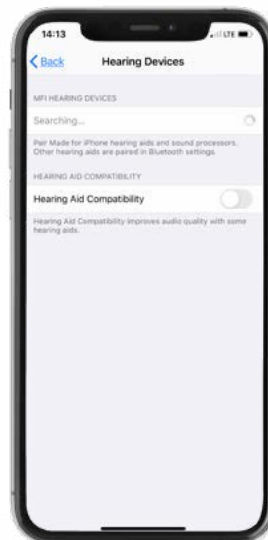 14:13
LTE
Back
Hearing Devices
MFI HEARING DEVICES
Searching...
Pair Made for iPhone hearing aids and sound processors.
Other hearing aids are paired in Bluetooth settings.
HEARING AID COMPATIBILITY
Hearing Aid Compatibility
Hearing Aid Compatibility improves audio quality with some
hearing aids.